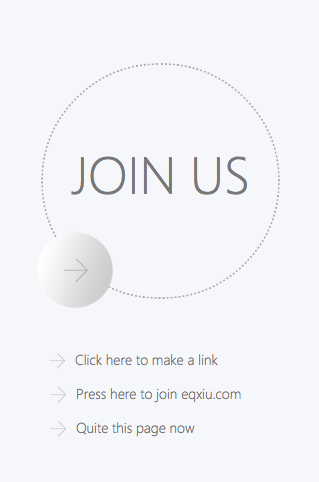 JOIN US
Click here to make a link
Press here to join eqxiu.com
Quite this page now